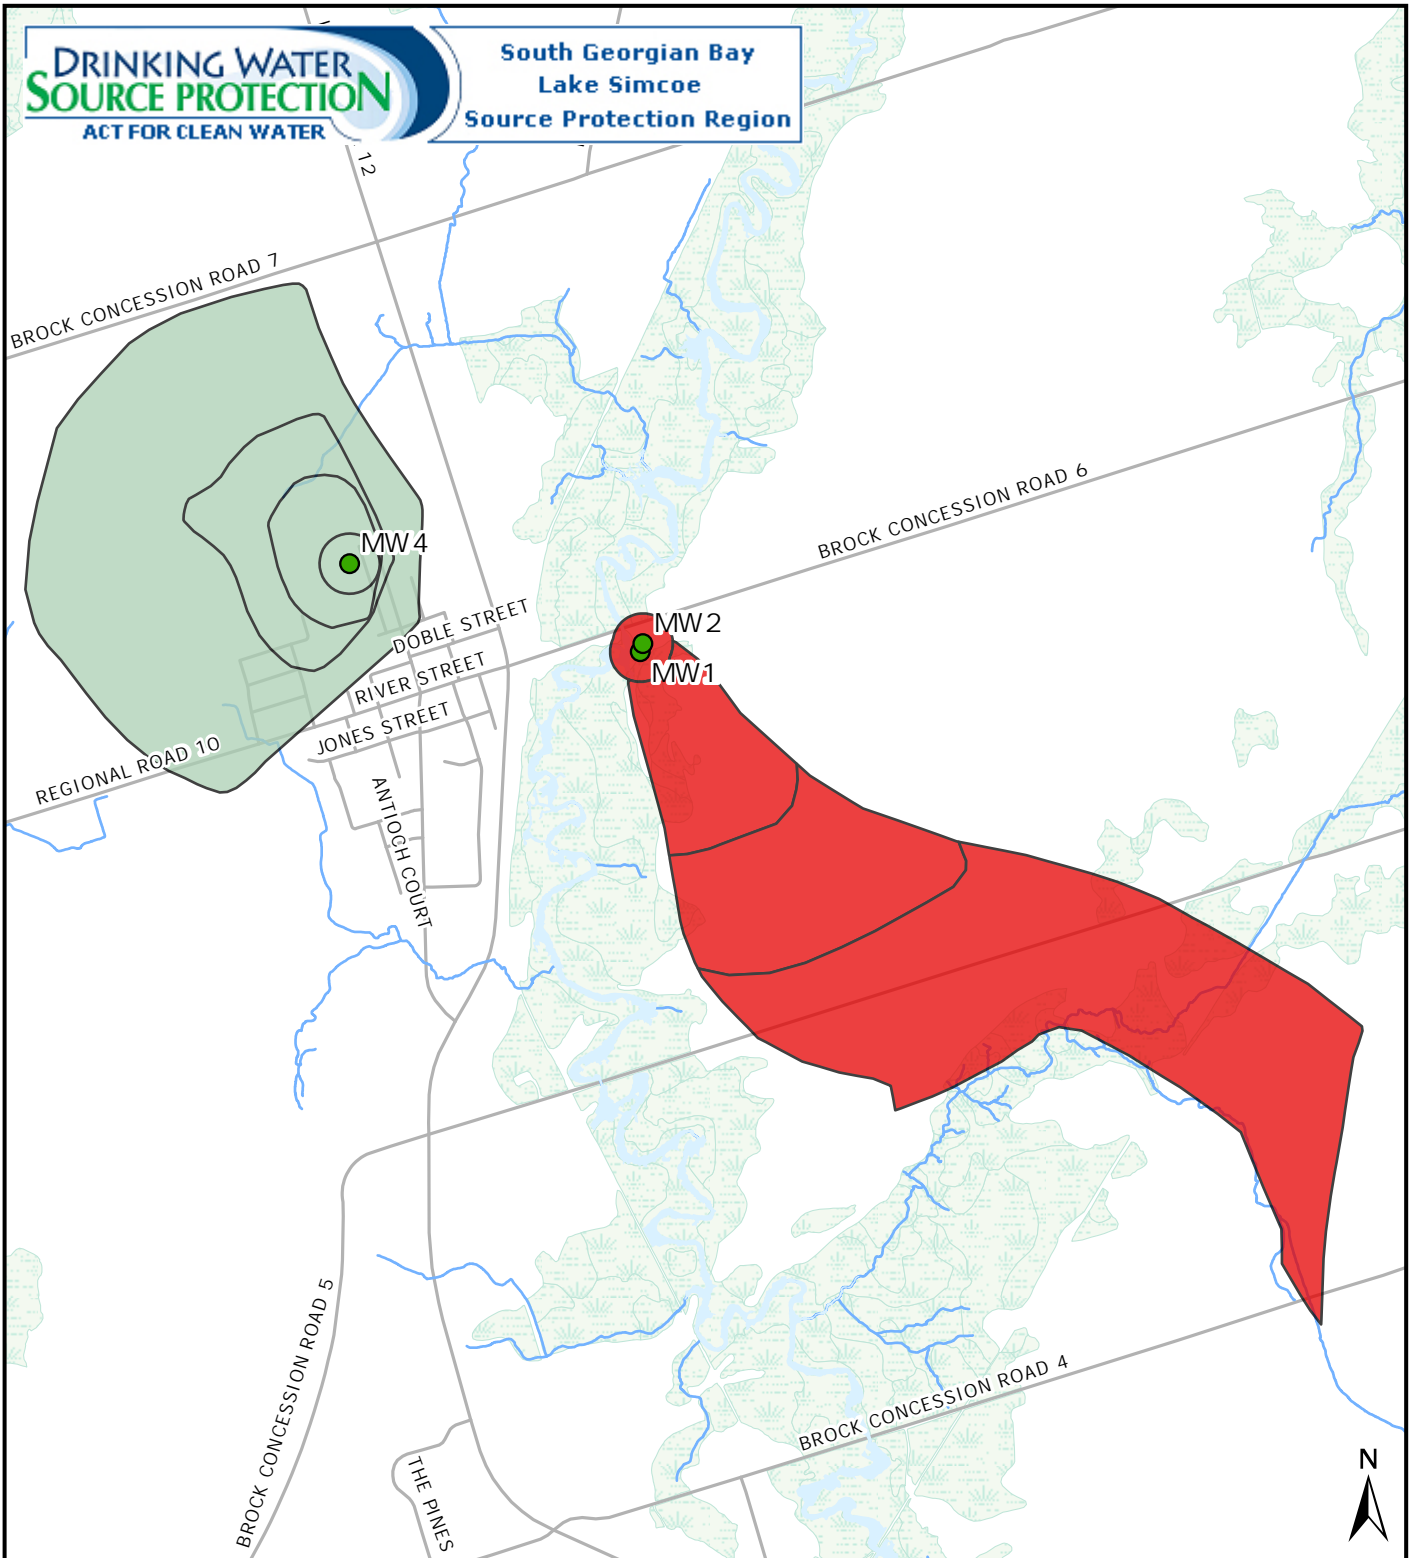 DRINKING WATER
SOURCE PROTECTION
ACT FOR CLEAN WATER
South Georgian Bay
Lake Simcoe
Source Protection Region
12
BROCK CONCESSION ROAD 7
BROCK CONCESSION ROAD 6
MW4
MW2
MW1
DOBLE STREET
RIVER STREET
JONES STREET
REGIONAL ROAD 10
ANTIOCH COURT
BROCK CONCESSION ROAD 5
BROCK CONCESSION ROAD 4
THE PINES
N